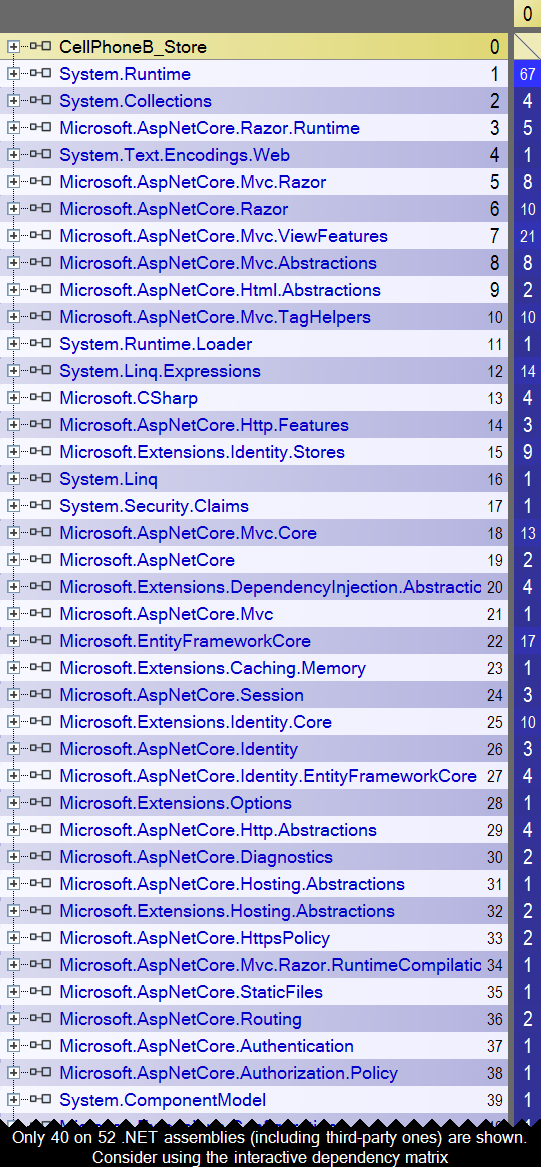 0
CellPhoneB_Store 0
System.Runtime 1 67
System.Collections 2 4
Microsoft.AspNetCore.Razor.Runtime 3 5
System.Text.Encodings.Web 4 1
Microsoft.AspNetCore.Mvc.Razor 5 8
Microsoft.AspNetCore.Razor 6 10
Microsoft.AspNetCore.Mvc.ViewFeatures 7 21
Microsoft.AspNetCore.Mvc.Abstractions 8 8
Microsoft.AspNetCore.Html.Abstractions 9 2
Microsoft.AspNetCore.Mvc.TagHelpers 10 10
System.Runtime.Loader 11 1
System.Linq.Expressions 12 14
Microsoft.CSharp 13 4
Microsoft.AspNetCore.Http.Features 14 3
Microsoft.Extensions.Identity.Stores 15 9
System.Linq 16 1
System.Security.Claims 17 1
Microsoft.AspNetCore.Mvc.Core 18 13
Microsoft.AspNetCore 19 2
Microsoft.Extensions.DependencyInjection.Abstractic 20 4
Microsoft.AspNetCore.Mvc 21 1
Microsoft.EntityFrameworkCore 22 17
Microsoft.Extensions.Caching.Memory 23 1
Microsoft.AspNetCore.Session 24 3
Microsoft.Extensions.Identity.Core 25 10
Microsoft.AspNetCore.Identity 26 3
Microsoft.AspNetCore.Identity.EntityFrameworkCore 27 4
Microsoft.Extensions.Options 28 1
Microsoft.AspNetCore.Http.Abstractions 29 4
Microsoft.AspNetCore.Diagnostics 30 2
Microsoft.AspNetCore.Hosting.Abstractions 31 1
Microsoft.Extensions.Hosting.Abstractions 32 2
Microsoft.AspNetCore.HttpsPolicy 33 2
Microsoft.AspNetCore.Mvc.Razor.RuntimeCompilatic 34 1
Microsoft.AspNetCore.StaticFiles 35 1
Microsoft.AspNetCore.Routing 36 2
Microsoft.AspNetCore.Authentication 37 1
Microsoft.AspNetCore.Authorization.Policy 38 1
System.ComponentModel 39 1
Only 40 on 52 .NET assemblies (including third-party ones) are shown.
Consider using the interactive dependency matrix